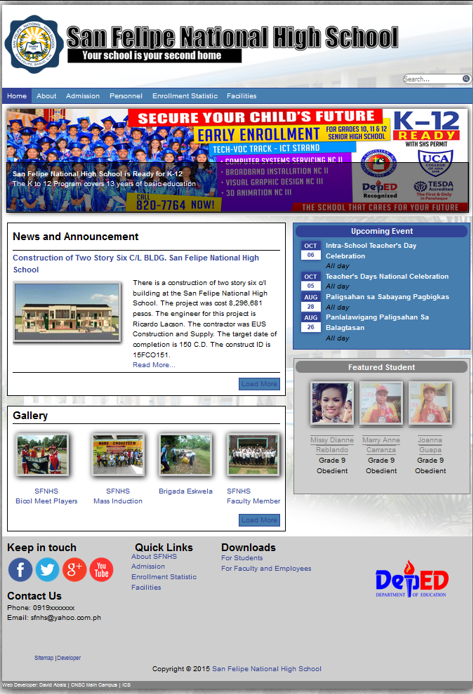 San Felipe National High School
Your school is your second home
Search...
Home About Admission Personnel Enrollment Statistic Facilities
SECURE YOUR CHILD'S FUTURE
EARLY ENROLLMENT FOR GRADES 10, 11 & 12
SENIOR HIGH SCHOOL
K-12
READY
WITH SHS PERMIT
TECH-VOC TRACK - ICT STRAND
• COMPUTER SYSTEMS SERVICING NC II
• BROADBAND INSTALLATION NC II
• VISUAL GRAPHIC DESIGN NC III
• 3D ANIMATION NC III
UCA
DepED
Recognized
TESDA
San Felipe National High School is Ready for K-12
The K to 12 Program covers 13 years of basic education
CALL
820-7764 NOW!
THE SCHOOL THAT CARES FOR YOUR FUTURE
News and Announcement
Construction of Two Story Six C/L BLDG. San Felipe National High
School
There is a construction of two story six c/l
building at the San Felipe National High
School. The project was cost 8,296,681
pesos. The engineer for this project is
Ricardo Lacson. The contractor was EUS
Construction and Supply. The target date of
completion is 150 C.D. The construct ID is
15FCO151.
Read More...
Load More
Upcoming Event
OCT
06
Intra-School Teacher's Day
Celebration
All day
OCT
05
Teacher's Days National Celebration
All day
AUG
28
Paligsahan sa Sabayang Pagbigkas
All day
AUG
26
Panlalawigang Paligsahan Sa
Balagtasan
All day
Featured Student
Missy Dianne
Reblando
Grade 9
Obedient
Marry Anne
Carranza
Grade 9
Obedient
Joanna
Guapa
Grade 9
Obedient
Gallery
SFNHS
Bicol Meet Players
SFNHS
Mass Induction
Brigada Eskwela
SFNHS
Faculty Member
Load More
Keep in touch
You
Tube
Contact Us
Phone: 0919xxxxxxx
Email: sfnhs@yahoo.com.ph
Quick Links
About SFNHS
Admission
Enrollment Statistic
Facilities
Downloads
For Students
For Faculty and Employees
DepED
DEPARTMENT OF EDUCATION
Sitemap |Developer
Copyright © 2015 San Felipe National High School
Web Developer: David Abels | CNSC Main Campus | ICS